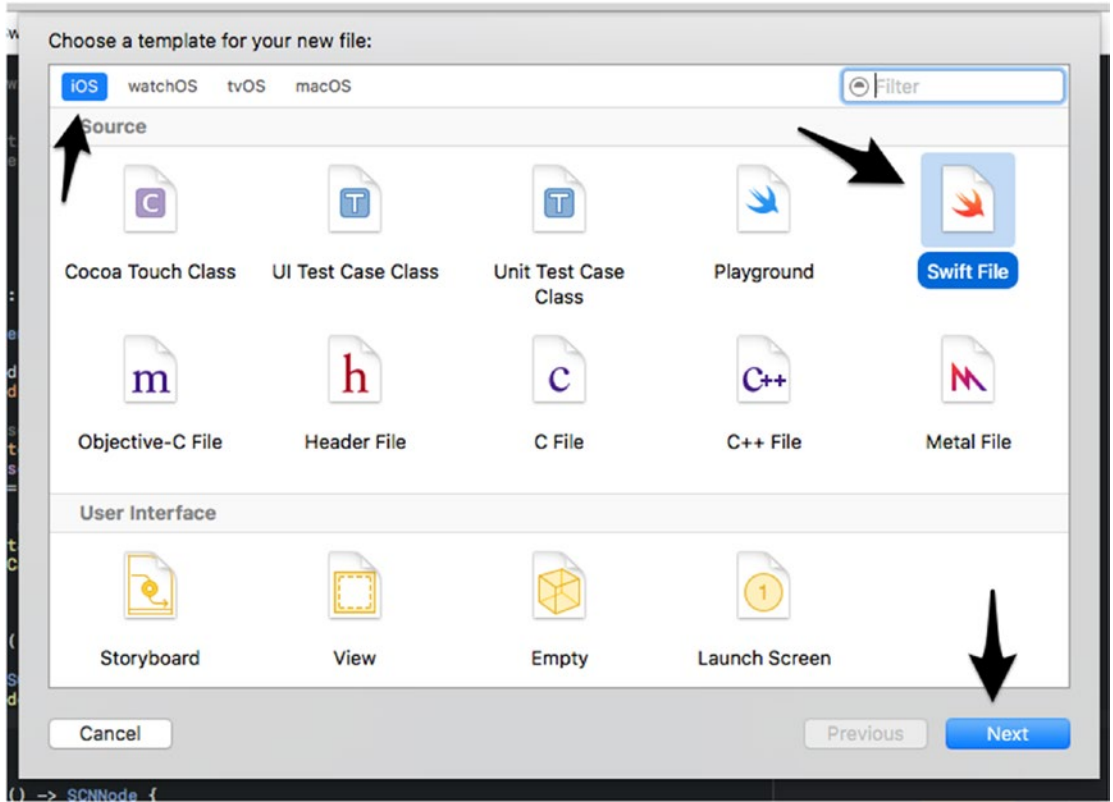 Choose a template for your new file:
iOS watchOS tvOS macOS Filter
Source
C T T
Cocoa Touch Class UI Test Case Class Unit Test Case Class Playground Swift File
m h c C++
Objective-C File Header File C File C++ File Metal File
User Interface
1
Storyboard View Empty Launch Screen
Cancel Previous Next
() -> SCNNode {